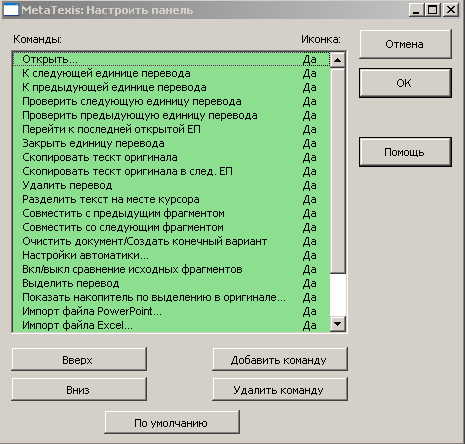 MetaTexis: Настроить панель
Команды: Иконка:
Отмена
Открыть... Да
К следующей единице перевода Да
OK
К предыдущей единице перевода Да
Проверить следующую единицу перевода Да
Проверить предыдущую единицу перевода Да
Перейти к последней открытой ЕП Да
Закрыть единицу перевода Да
Помощь
Скопировать тескт оригинала Да
Скопировать тескт оригинала в след. ЕП Да
Удалить перевод Да
Разделить текст на месте курсора Да
Совместить с предыдущим фрагментом Да
Совместить со следующим фрагментом Да
Очистить документ/Создать конечный вариант Да
Настройки автоматики... Да
Вкл/выкл сравнение исходных фрагментов Да
Выделить перевод Да
Показать накопитель по выделению в оригинале... Да
Импорт файла PowerPoint... Да
Импорт файла Excel... Да
Вверх Добавить команду
Вниз Удалить команду
По умолчанию